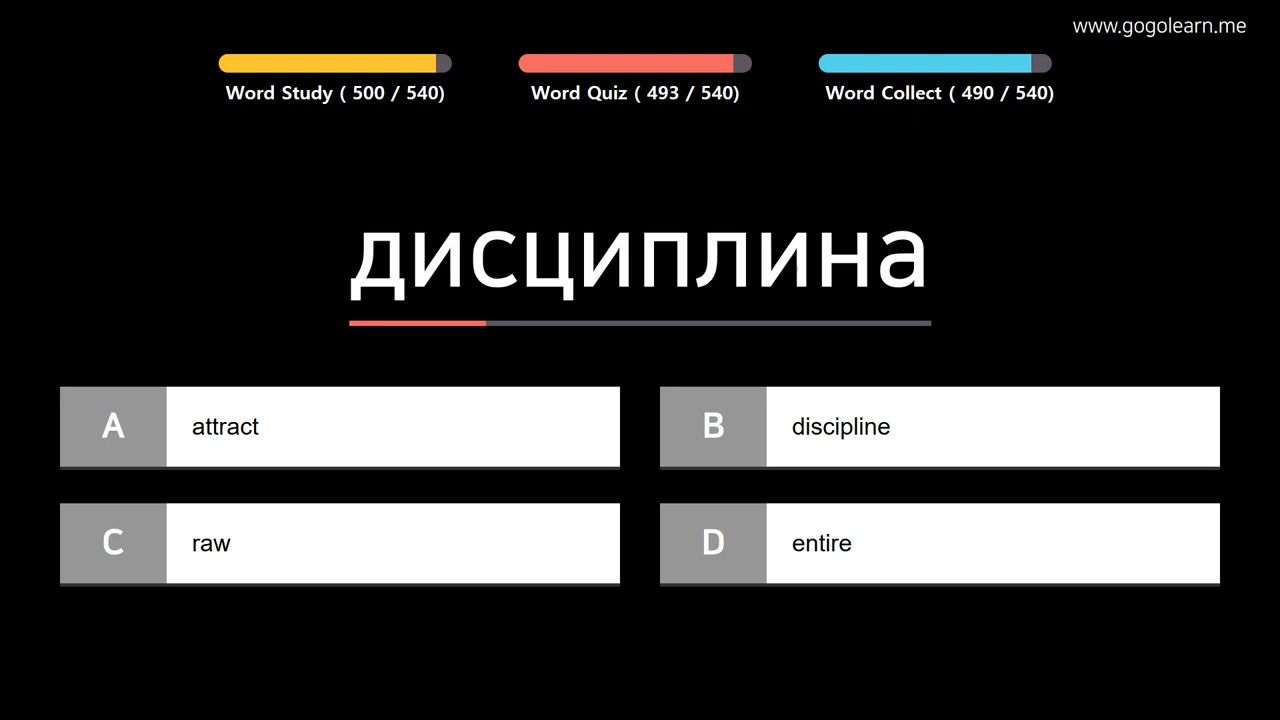 www.gogolearn.me
Word Study ( 500 / 540)
Word Quiz ( 493 / 540)
Word Collect ( 490 / 540)
дисциплина
A attract
B discipline
C raw
D entire